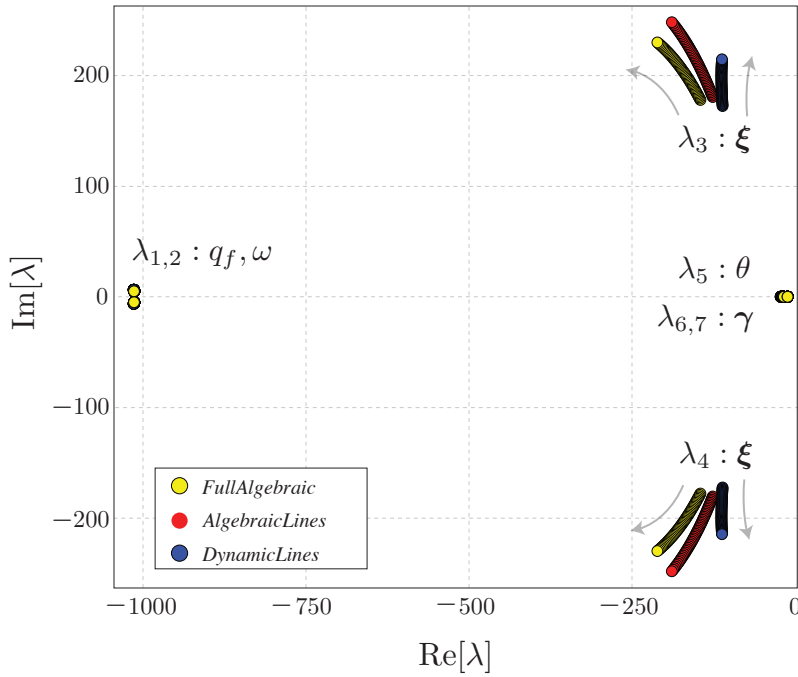 200
λ₃ : ξ
100
λ₁,₂ : q_f, ω
λ₅ : θ
Im[λ]
0
λ₆,₇ : γ
−100
λ₄ : ξ
FullAlgebraic
AlgebraicLines
DynamicLines
−200
−1000
−750
−500
−250
0
Re[λ]